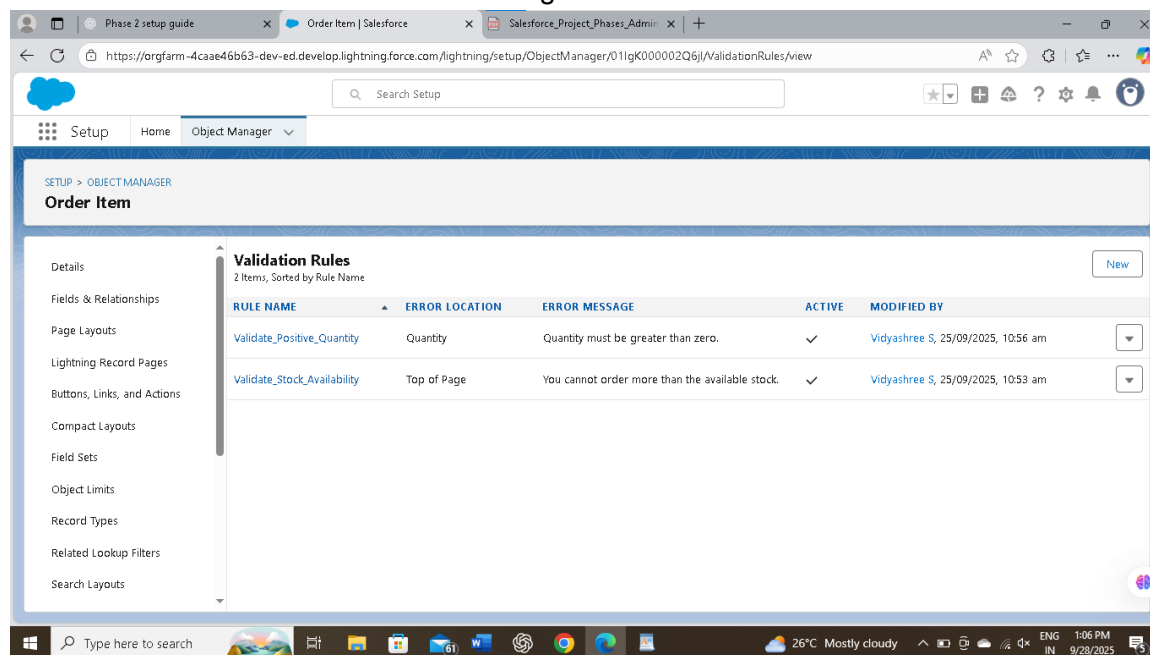 Phase 2 setup guide
Order Item | Salesforce
Salesforce_Project_Phases_Admin
https://orgfarm-4caae46b63-dev-ed.develop.lightning.force.com/lightning/setup/ObjectManager/01IgK000002Q6jl/ValidationRules/view
Search Setup
Setup Home Object Manager
SETUP > OBJECT MANAGER
Order Item
Details
Fields & Relationships
Page Layouts
Lightning Record Pages
Buttons, Links, and Actions
Compact Layouts
Field Sets
Object Limits
Record Types
Related Lookup Filters
Search Layouts
Validation Rules
2 Items, Sorted by Rule Name
New
RULE NAME ERROR LOCATION ERROR MESSAGE ACTIVE MODIFIED BY
Validate_Positive_Quantity Quantity Quantity must be greater than zero. Vidyashree S, 25/09/2025, 10:56 am
Validate_Stock_Availability Top of Page You cannot order more than the available stock. Vidyashree S, 25/09/2025, 10:53 am
Type here to search
61
26°C Mostly cloudy
ENG
IN
1:06 PM
9/28/2025
5